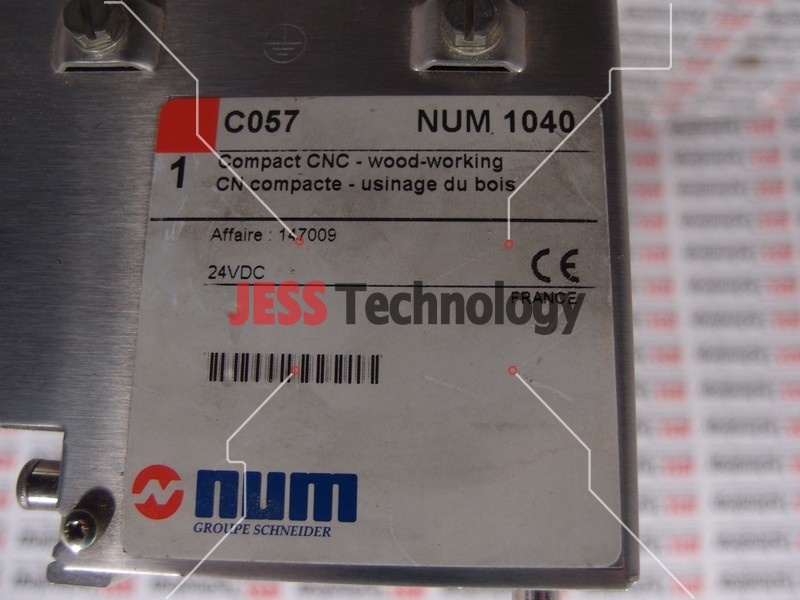 C057 NUM 1040
1 Compact CNC - wood-working
CN compacte - usinage du bois
Affaire : 147009
24VDC CE
JESS Technology
FRANCE
num
GROUPE SCHNEIDER